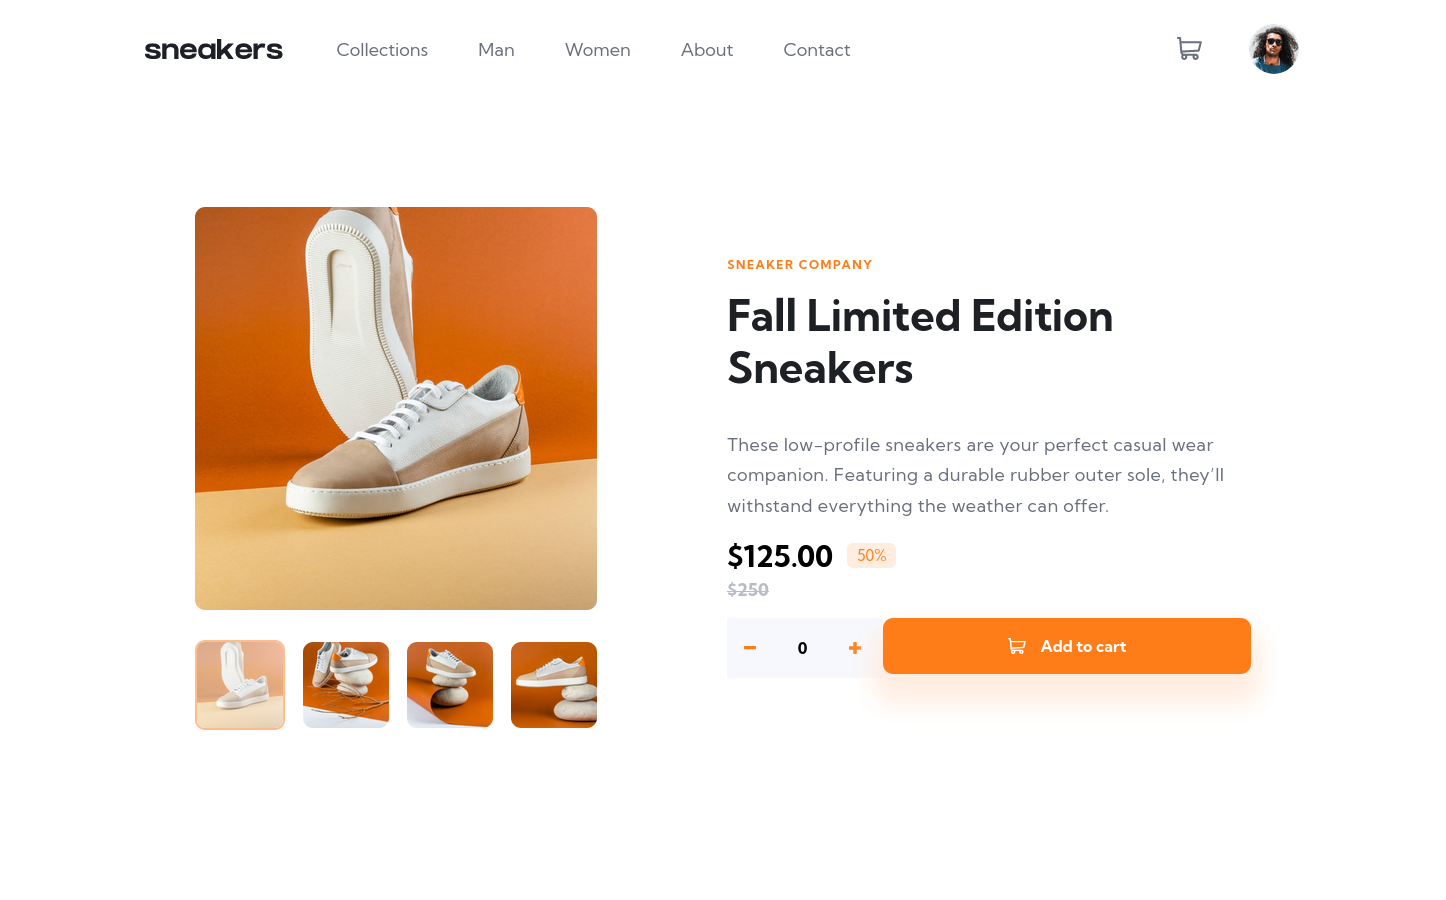 sneakers
Collections
Man
Women
About
Contact
SNEAKER COMPANY
Fall Limited Edition
Sneakers
These low-profile sneakers are your perfect casual wear
companion. Featuring a durable rubber outer sole, they’ll
withstand everything the weather can offer.
$125.00
50%
$250
0
Add to cart